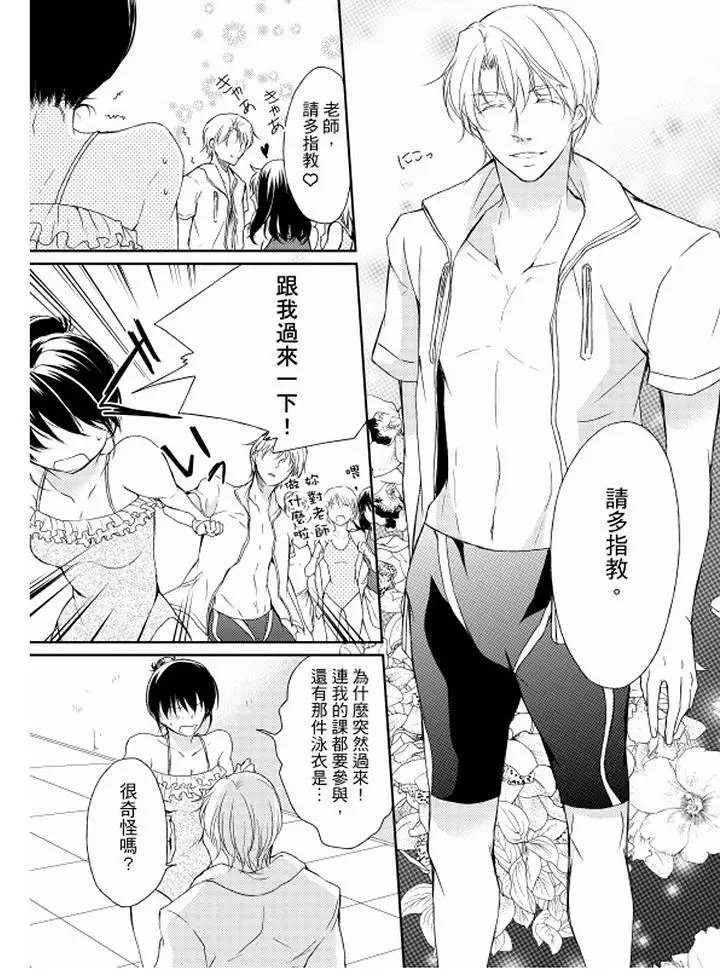 請多指教。
にこっ
老師，
請多指教♡
きゃあ
きゃあ
跟我過來一下！
喂
妳對老師
做什麼啦
為什麼突然過來！
連我的課都要參與，
還有那件泳衣是…
很奇怪嗎？